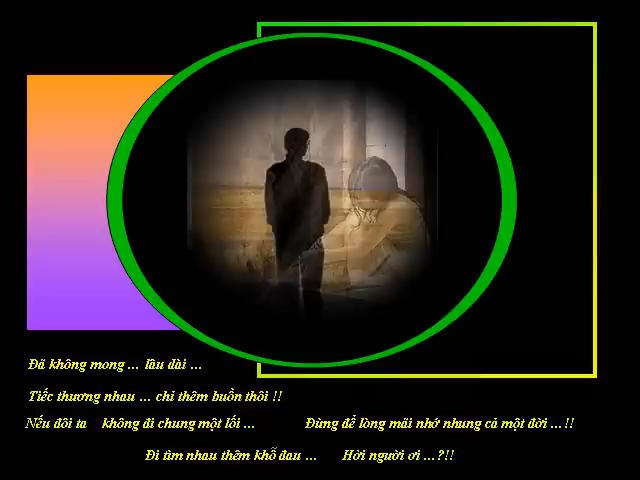 Đã không mong ... lâu dài ...
Tiếc thương nhau ... chỉ thêm buồn thôi !!
Nếu đôi ta không đi chung một lối ... Đừng để lòng mãi nhớ nhung cả một đời ...!!
Đi tìm nhau thêm khổ đau ... Hời người ơi ...?!!